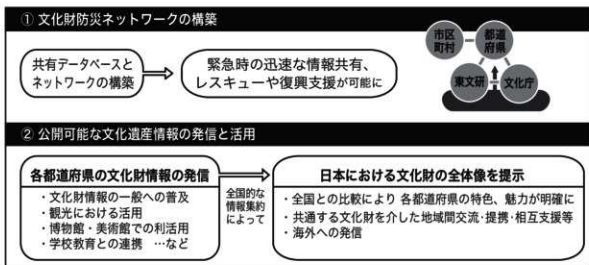 ① 文化財防災ネットワークの構築
共有データベースと
ネットワークの構築
緊急時の迅速な情報共有、
レスキューや復興支援が可能に
市区
町村
都道
府県
東文研
文化庁
② 公開可能な文化遺産情報の発信と活用
各都道府県の文化財情報の発信
・文化財情報の一般への普及
・観光における活用
・博物館・美術館での利活用
・学校教育との連携 …など
全国的な
情報集約
によって
日本における文化財の全体像を提示
・全国との比較により 各都道府県の特色、魅力が明確に
・共通する文化財を介した地域間交流・提携・相互支援等
・海外への発信